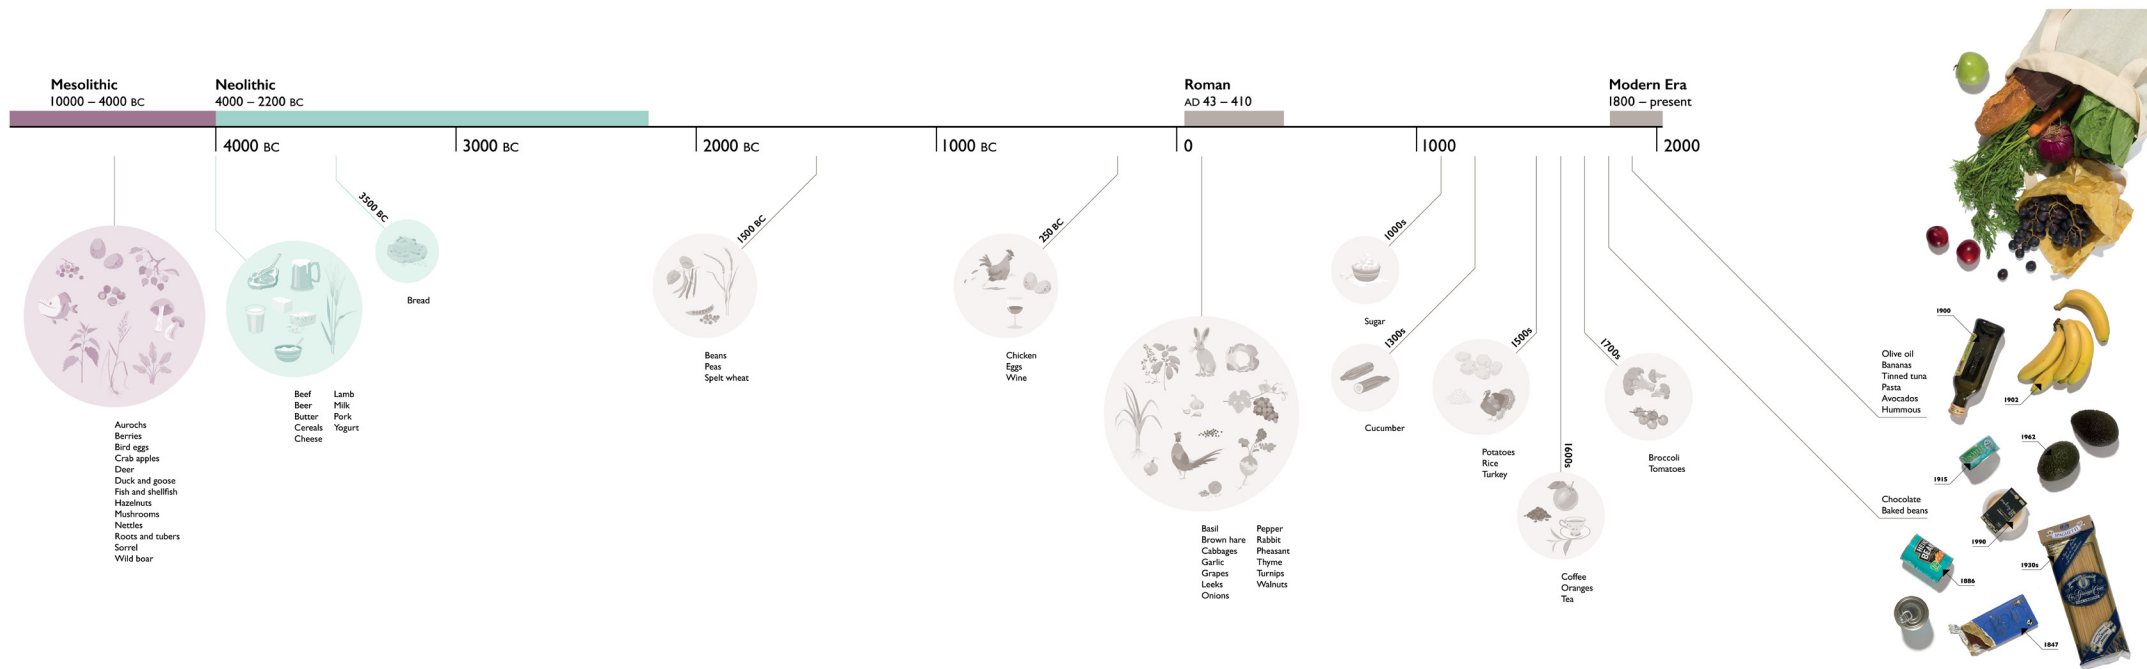 Mesolithic
10000 – 4000 BC
Neolithic
4000 – 2200 BC
Roman
AD 43 – 410
Modern Era
1800 – present
4000 BC
3000 BC
2000 BC
1000 BC
0
1000
2000
Aurochs
Berries
Bird eggs
Crab apples
Deer
Duck and goose
Fish and shellfish
Hazelnuts
Mushrooms
Nettles
Roots and tubers
Sorrel
Wild boar
Beef
Beer
Butter
Cereals
Cheese
Lamb
Milk
Pork
Yogurt
3500 BC
Bread
1500 BC
Beans
Peas
Spelt wheat
250 BC
Chicken
Eggs
Wine
Basil
Brown hare
Cabbages
Garlic
Grapes
Leeks
Onions
Pepper
Rabbit
Pheasant
Thyme
Turnips
Walnuts
1000s
Sugar
1300s
Cucumber
1500s
Potatoes
Rice
Turkey
1600s
Coffee
Oranges
Tea
1700s
Broccoli
Tomatoes
Olive oil
Bananas
Tinned tuna
Pasta
Avocados
Hummous
Chocolate
Baked beans
1900
1902
1962
1915
1990
1930s
HEINZ
BEANZ
1886
1847